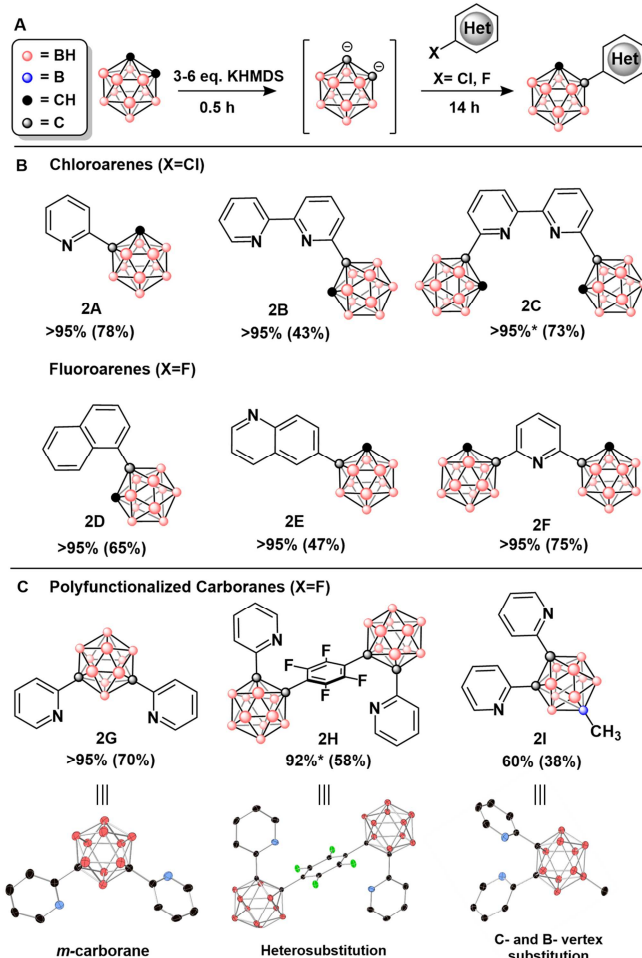 A
= BH
= B
= CH
= C
3-6 eq. KHMDS
0.5 h
⊖
⊖
X
Het
X= Cl, F
14 h
Het
B Chloroarenes (X=Cl)
N
2A
>95% (78%)
N N
2B
>95% (43%)
N N
2C
>95%* (73%)
Fluoroarenes (X=F)
2D
>95% (65%)
N
2E
>95% (47%)
N
2F
>95% (75%)
C Polyfunctionalized Carboranes (X=F)
N N
2G
>95% (70%)
N
F F
F F
N
2H
92%* (58%)
N
N
CH3
2I
60% (38%)
m-carborane
Heterosubstitution
C- and B- vertex
substitution